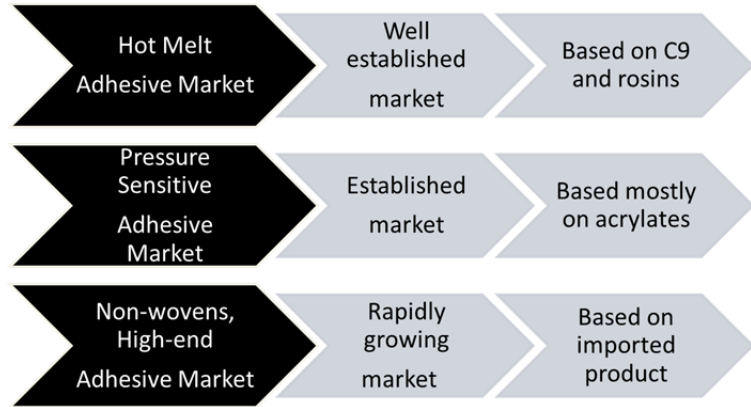 Hot Melt
Adhesive Market
Well
established
market
Based on C9
and rosins
Pressure
Sensitive
Adhesive
Market
Established
market
Based mostly
on acrylates
Non-wovens,
High-end
Adhesive Market
Rapidly
growing
market
Based on
imported
product